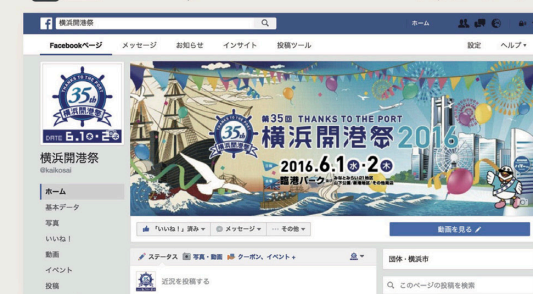 横浜開港祭
ホーム
Facebookページ メッセージ お知らせ インサイト 投稿ツール 設定 ヘルプ
THANKS TO THE PORT
35th
横浜開港祭
DATE 6.1水・2木
横浜開港祭
@kaikosai
ホーム
基本データ
写真
いいね！
動画
イベント
投稿
第35回 THANKS TO THE PORT
35th
横浜開港祭 2016
2016.6.1水・2木
臨港パーク
「いいね！」済み メッセージ … その他
動画を見る
ステータス 写真・動画 クーポン、イベント +
近況を投稿する
団体・横浜市
このページの投稿を検索